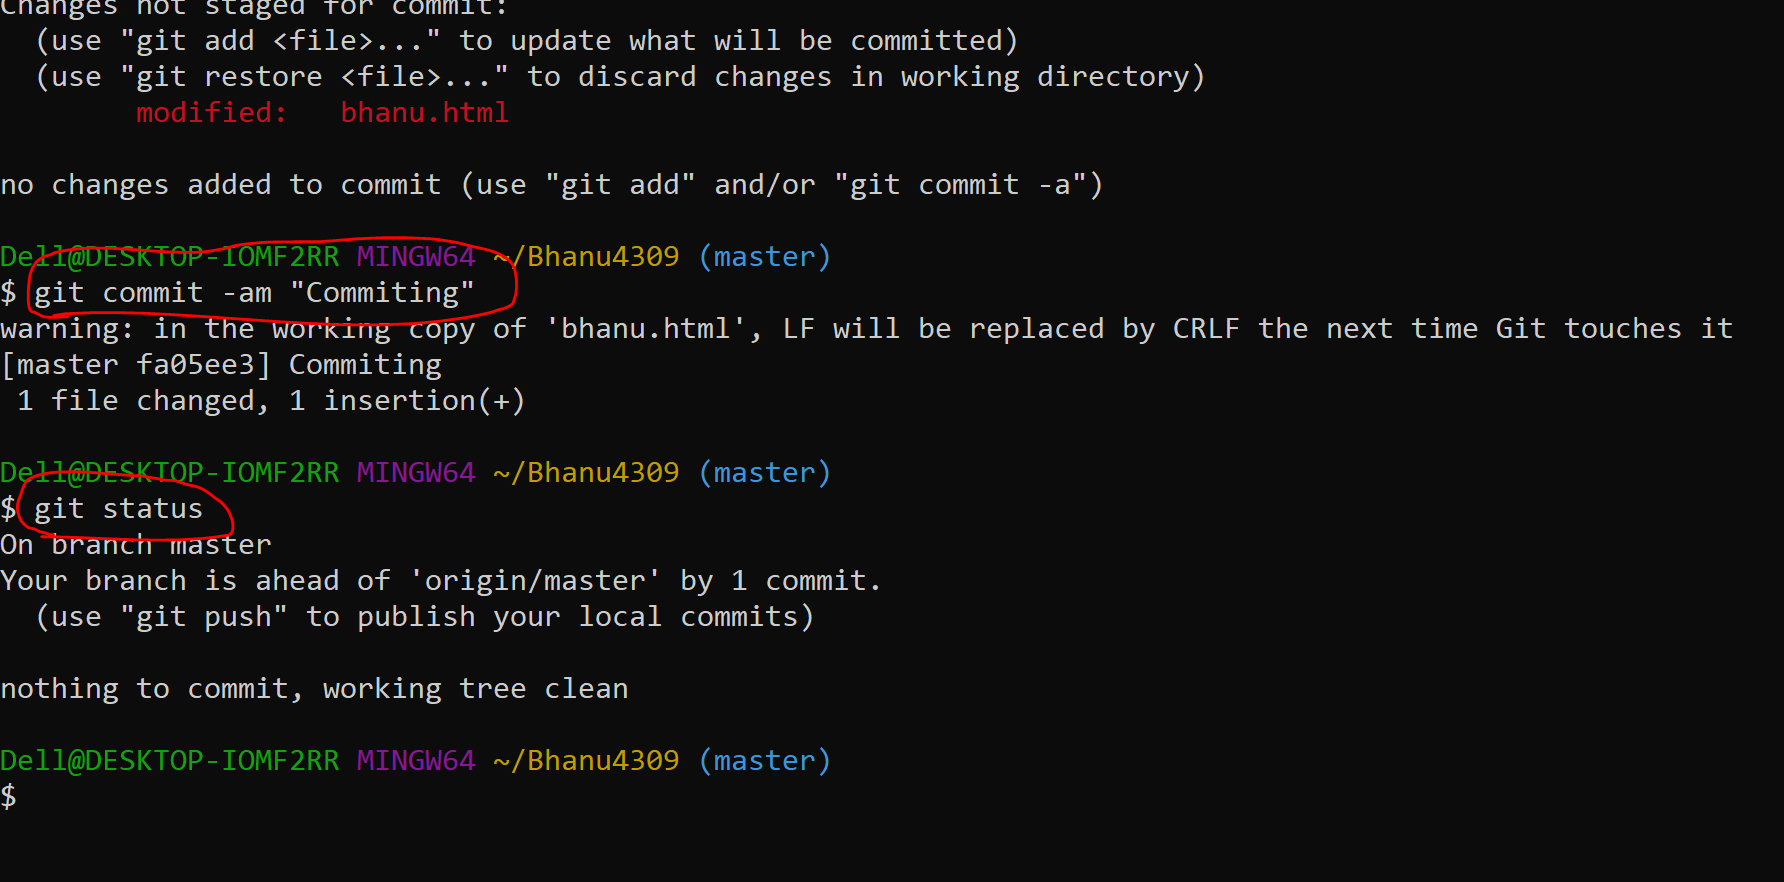 Changes not staged for commit:
  (use "git add <file>..." to update what will be committed)
  (use "git restore <file>..." to discard changes in working directory)
        modified:   bhanu.html

no changes added to commit (use "git add" and/or "git commit -a")

Dell@DESKTOP-IOMF2RR MINGW64 ~/Bhanu4309 (master)
$ git commit -am "Commiting"
warning: in the working copy of 'bhanu.html', LF will be replaced by CRLF the next time Git touches it
[master fa05ee3] Commiting
 1 file changed, 1 insertion(+)

Dell@DESKTOP-IOMF2RR MINGW64 ~/Bhanu4309 (master)
$ git status
On branch master
Your branch is ahead of 'origin/master' by 1 commit.
  (use "git push" to publish your local commits)

nothing to commit, working tree clean

Dell@DESKTOP-IOMF2RR MINGW64 ~/Bhanu4309 (master)
$